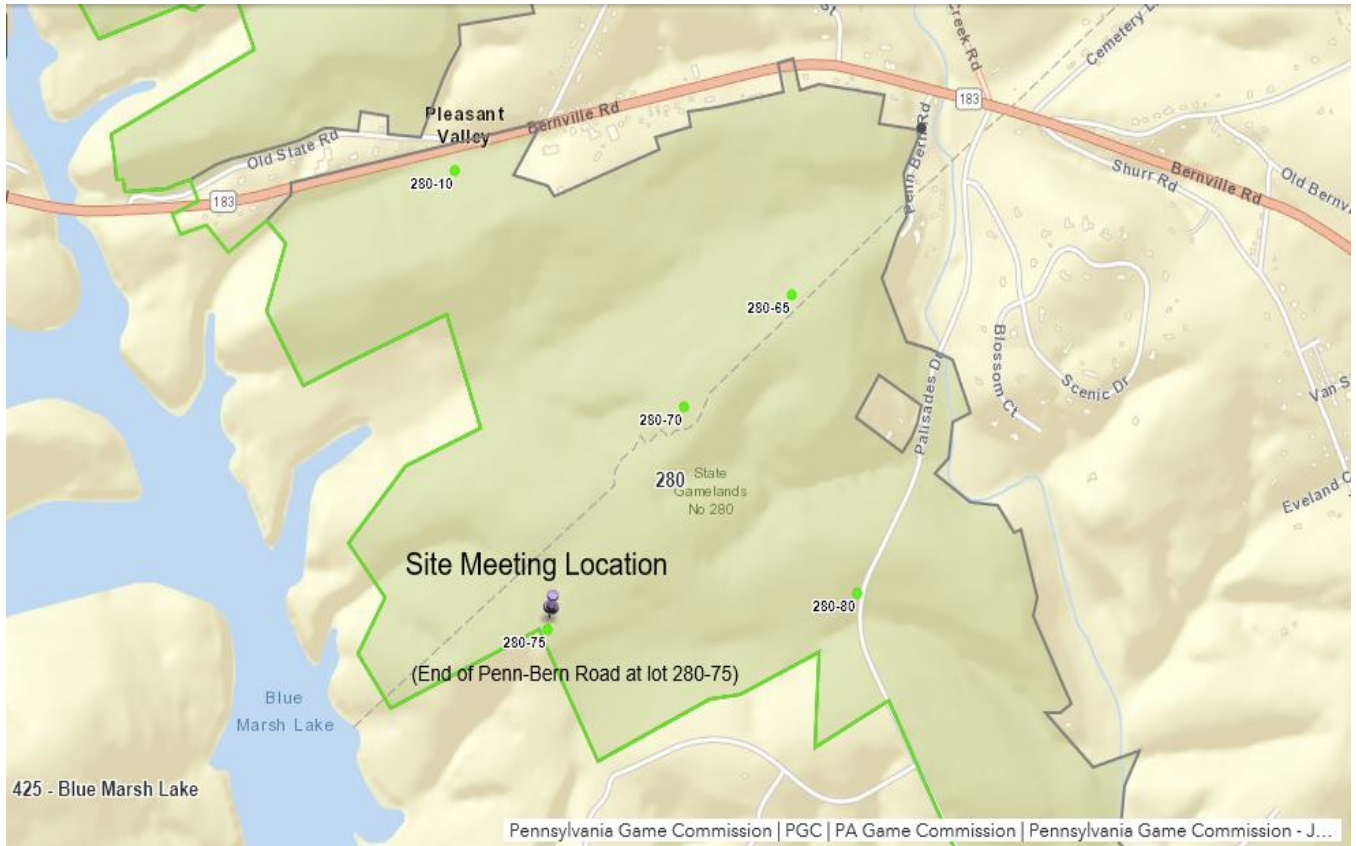 St
Creek Rd
Cemetery L
183
Pleasant
Valley
Bernville Rd
Old State Rd
280-10
183
Penn Bern Rd
Shurr Rd
Bernville Rd
Old Bernv
280-65
Blossom Ct
Scenic Dr
Van S
280-70
Palisades Dr
280
State
Gamelands
No 280
Eveland C
Site Meeting Location
280-80
280-75
(End of Penn-Bern Road at lot 280-75)
Blue
Marsh Lake
425 - Blue Marsh Lake
Pennsylvania Game Commission | PGC | PA Game Commission | Pennsylvania Game Commission - J...